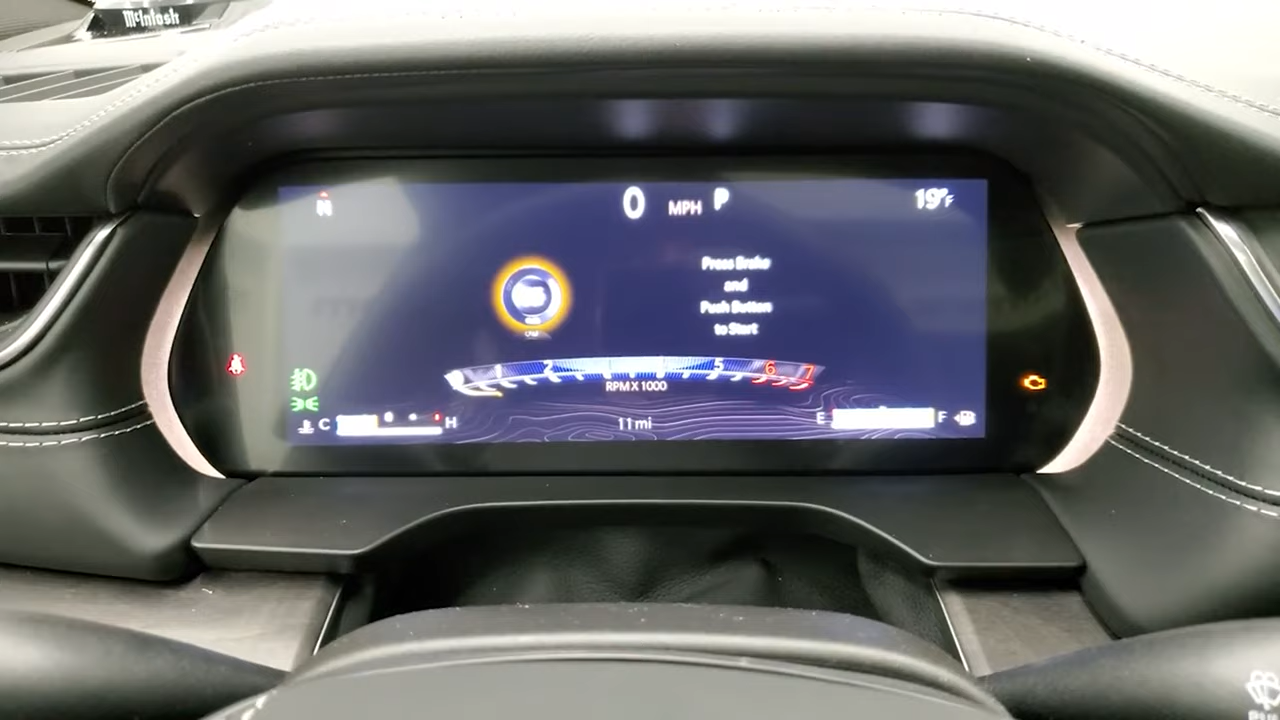 McIntosh
N
0 MPH P
19°F
Press Brake
and
Push Button
to Start
1 2 5 6 7
RPM X 1000
C H
11mi
E F